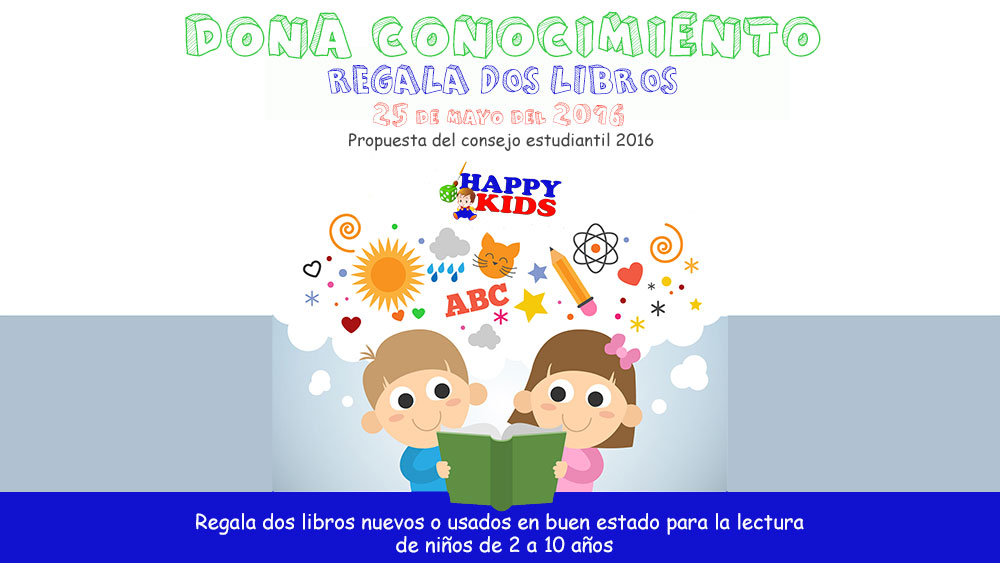 DONA CONOCIMIENTO
REGALA DOS LIBROS
25 DE MAYO DEL 2016
Propuesta del consejo estudiantil 2016
HAPPY
KIDS
ABC
Regala dos libros nuevos o usados en buen estado para la lectura
de niños de 2 a 10 años